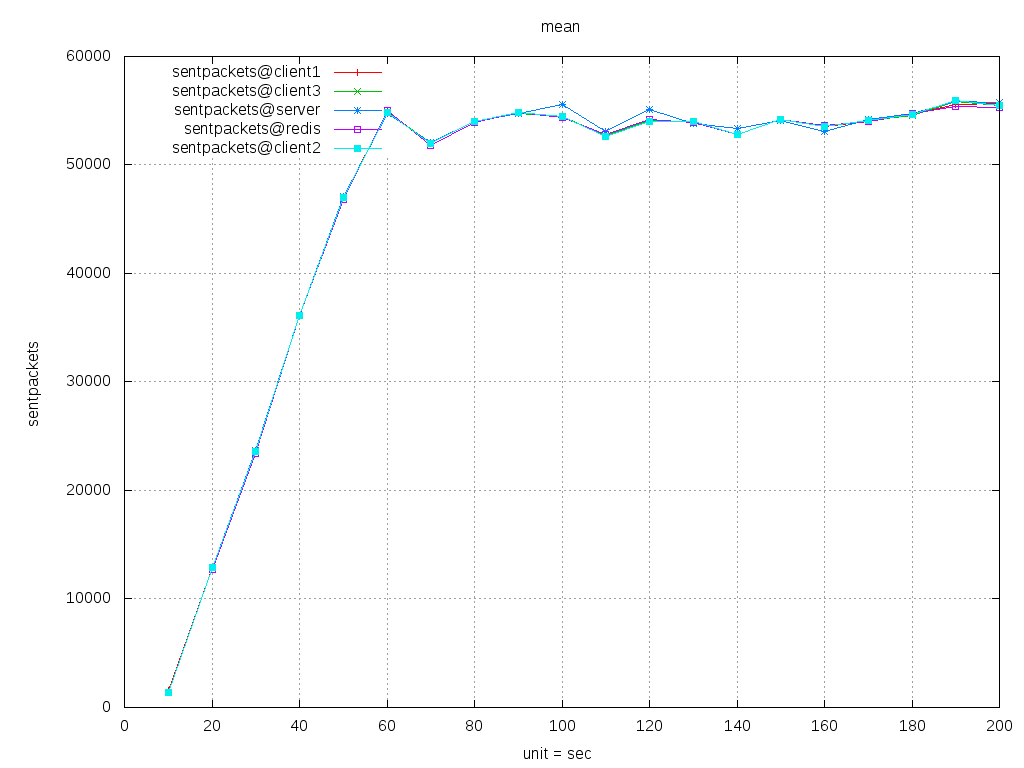 mean
60000
50000
40000
30000
20000
10000
0
sentpackets@client1
sentpackets@client3
sentpackets@server
sentpackets@redis
sentpackets@client2
sentpackets
0 20 40 60 80 100 120 140 160 180 200
unit = sec